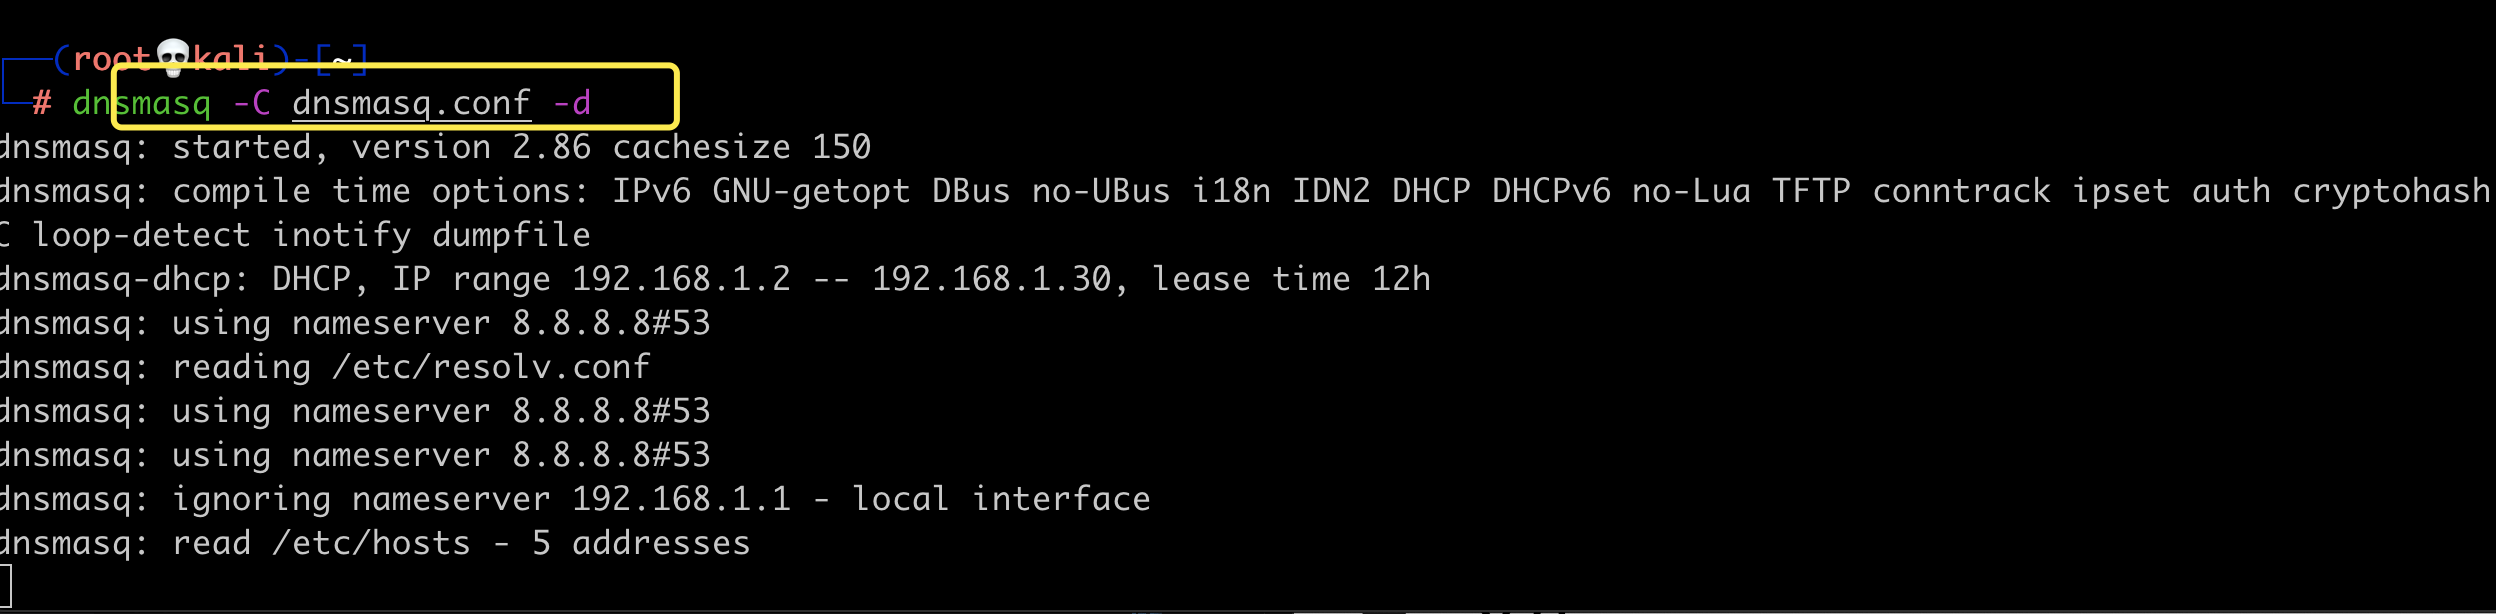 (root💀kali)-[~]
# dnsmasq -C dnsmasq.conf -d
dnsmasq: started, version 2.86 cachesize 150
dnsmasq: compile time options: IPv6 GNU-getopt DBus no-UBus i18n IDN2 DHCP DHCPv6 no-Lua TFTP conntrack ipset auth cryptohash
C loop-detect inotify dumpfile
dnsmasq-dhcp: DHCP, IP range 192.168.1.2 -- 192.168.1.30, lease time 12h
dnsmasq: using nameserver 8.8.8.8#53
dnsmasq: reading /etc/resolv.conf
dnsmasq: using nameserver 8.8.8.8#53
dnsmasq: using nameserver 8.8.8.8#53
dnsmasq: ignoring nameserver 192.168.1.1 - local interface
dnsmasq: read /etc/hosts - 5 addresses